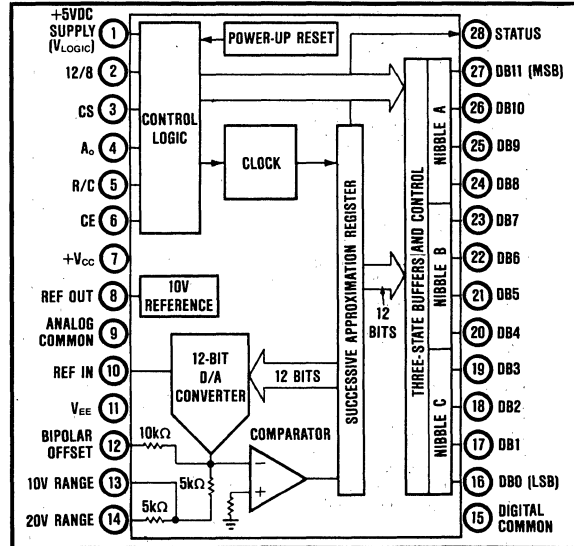 +5VDC
SUPPLY
(VLOGIC)
1
12/8
2
CS
3
Ao
4
R/C
5
CE
6
+VCC
7
REF OUT
8
ANALOG
COMMON
9
REF IN
10
VEE
11
BIPOLAR
OFFSET
12
10V RANGE
13
20V RANGE
14
CONTROL
LOGIC
POWER-UP RESET
CLOCK
10V
REFERENCE
12-BIT
D/A
CONVERTER
12 BITS
10kΩ
5kΩ
5kΩ
COMPARATOR
−
+
SUCCESSIVE APPROXIMATION REGISTER
12
BITS
THREE-STATE BUFFERS AND CONTROL
NIBBLE A
NIBBLE B
NIBBLE C
28 STATUS
27 DB11 (MSB)
26 DB10
25 DB9
24 DB8
23 DB7
22 DB6
21 DB5
20 DB4
19 DB3
18 DB2
17 DB1
16 DB0 (LSB)
15 DIGITAL
COMMON